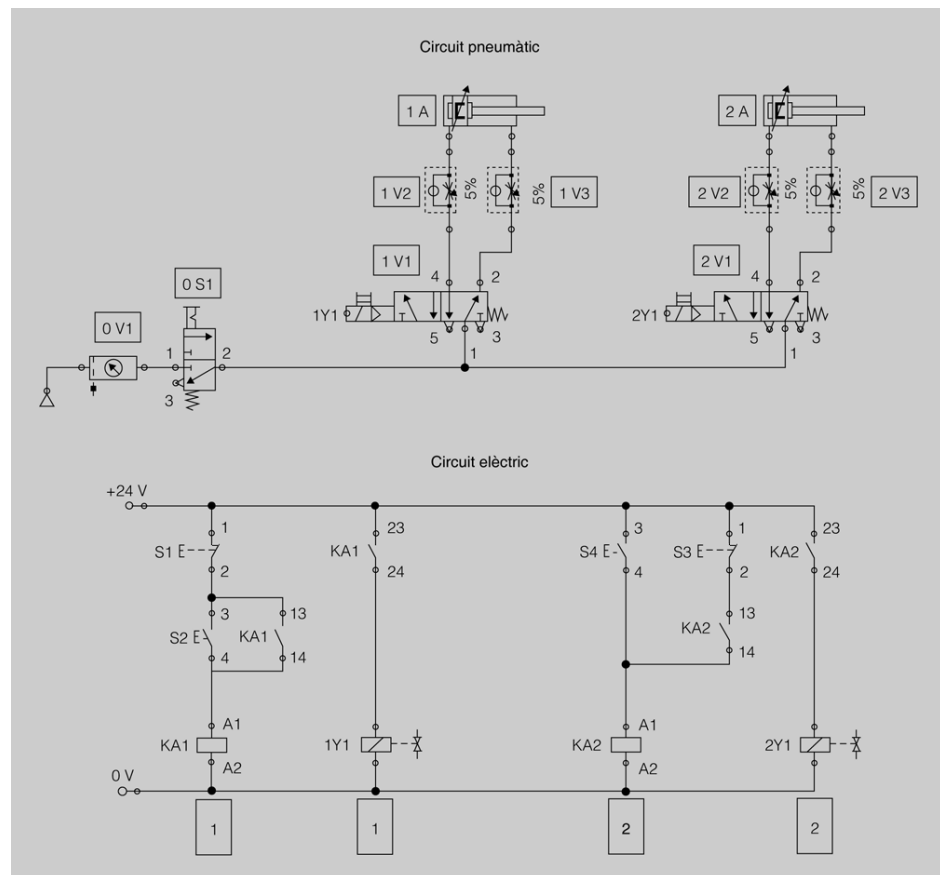 Circuit pneumàtic
1 A
2 A
1 V2
5%
5%
1 V3
2 V2
5%
5%
2 V3
1 V1
4
2
2 V1
4
2
0 S1
1Y1
5
3
1
2Y1
5
3
1
0 V1
1
2
3
Circuit elèctric
+24 V
1
S1
2
3
S2
4
KA1
13
14
A1
KA1
A2
KA1
23
24
1Y1
3
S4
4
1
S3
2
13
KA2
14
A1
KA2
A2
KA2
23
24
2Y1
0 V
1
1
2
2